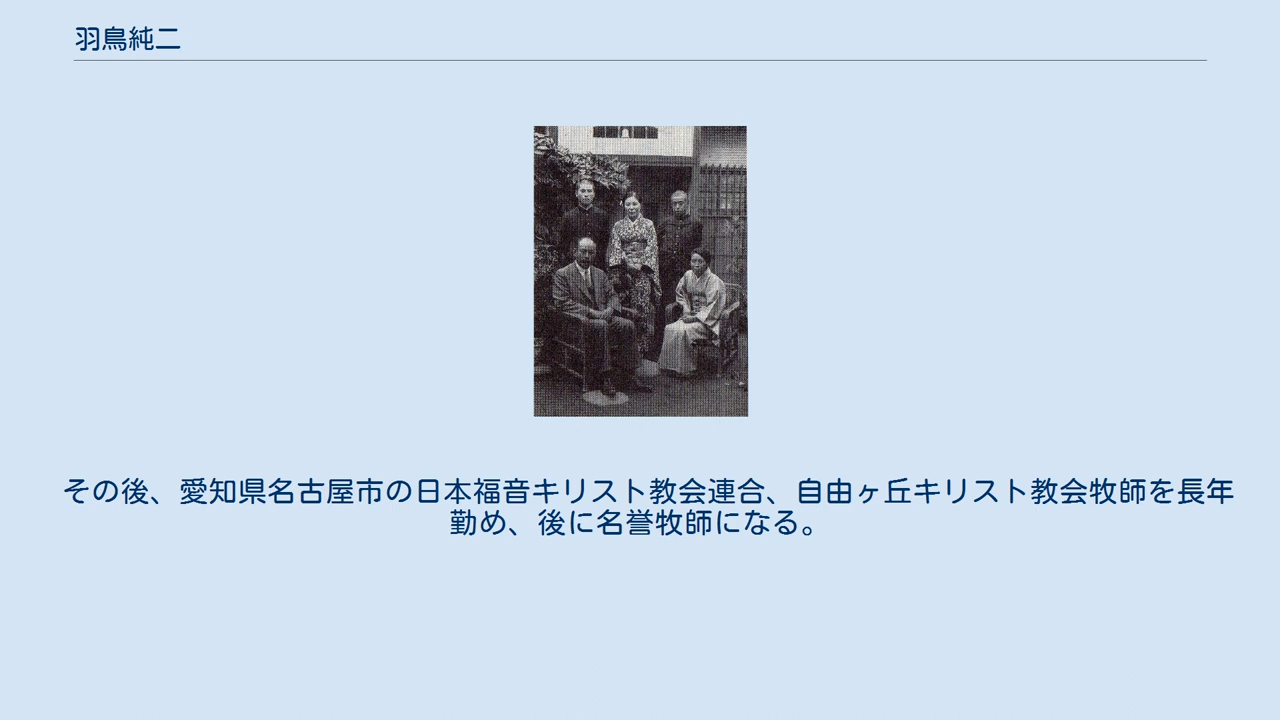 羽鳥純二
その後、愛知県名古屋市の日本福音キリスト教会連合、自由ヶ丘キリスト教会牧師を長年
勤め、後に名誉牧師になる。